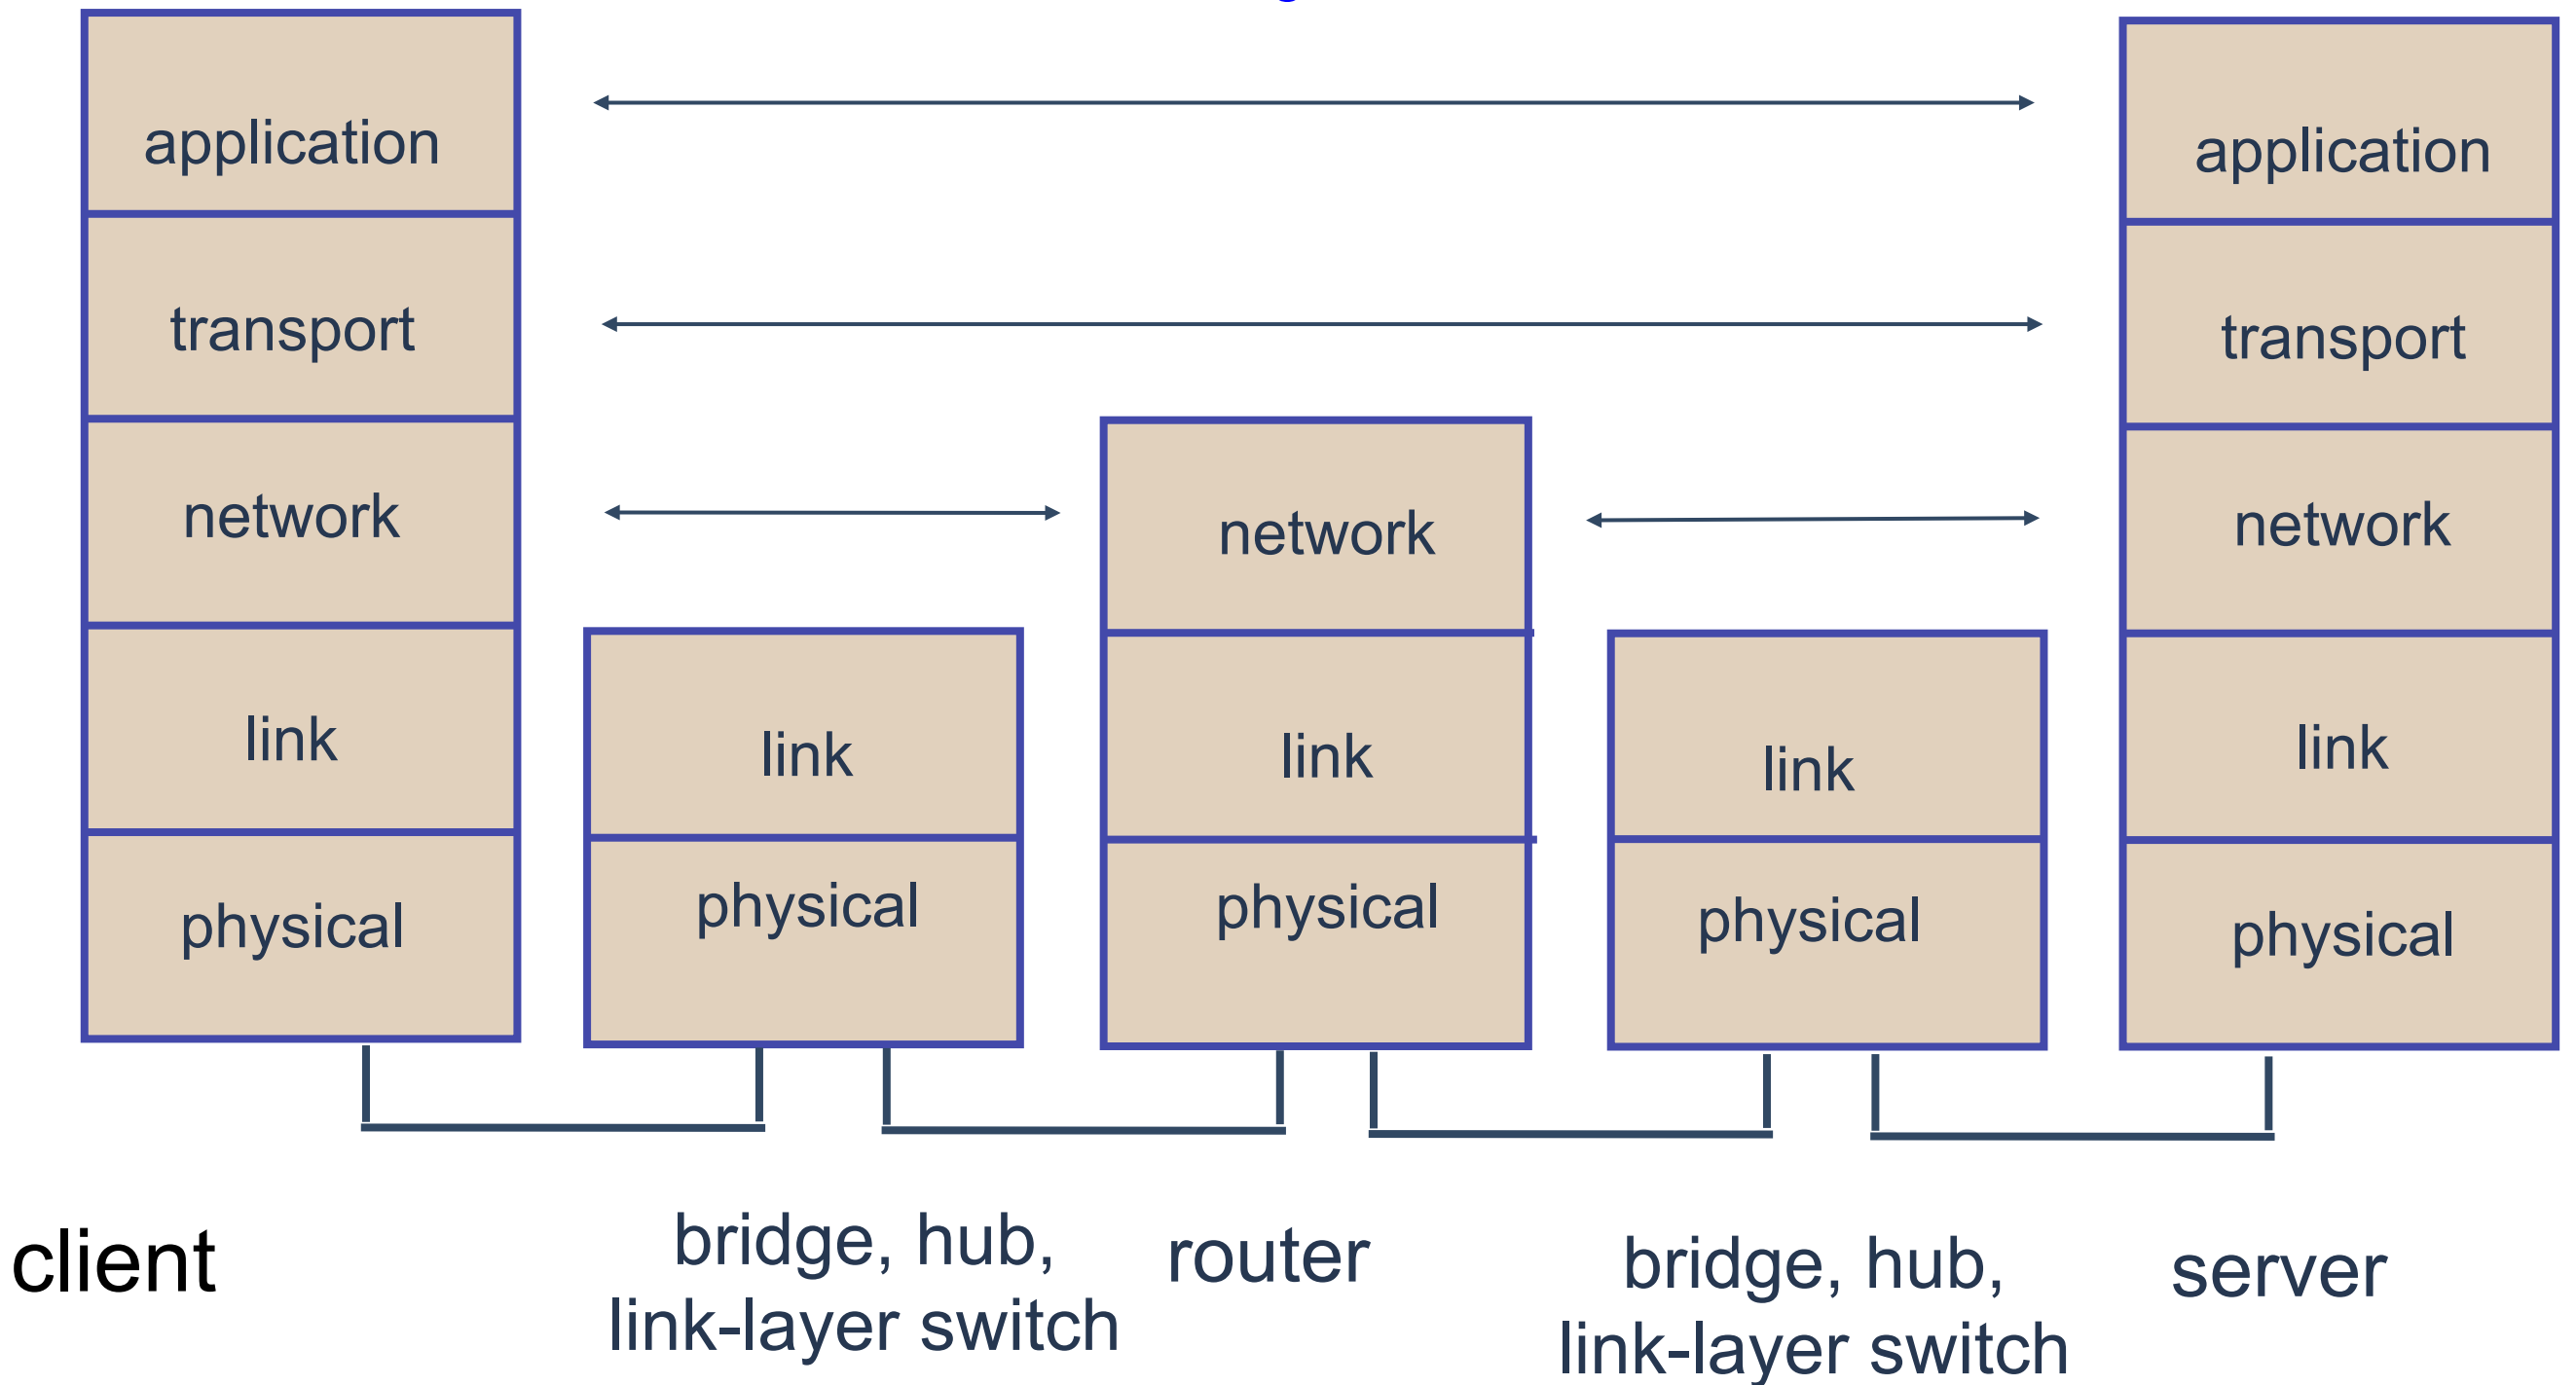 application
transport
network
link
physical
link
physical
network
link
physical
link
physical
application
transport
network
link
physical
client
bridge, hub,
link-layer switch
router
bridge, hub,
link-layer switch
server